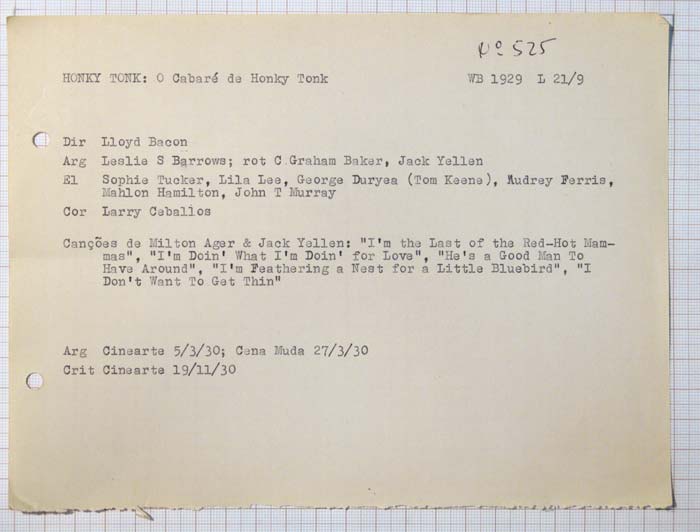 Nº 525
HONKY TONK: O Cabaré de Honky Tonk WB 1929 L 21/9
Dir Lloyd Bacon
Arg Leslie S Barrows; rot C.Graham Baker, Jack Yellen
El Sophie Tucker, Lila Lee, George Duryea (Tom Keene), Audrey Ferris,
Mahlon Hamilton, John T Murray
Cor Larry Ceballos
Canções de Milton Ager & Jack Yellen: "I'm the Last of the Red-Hot Mam-
mas", "I'm Doin' What I'm Doin' for Love", "He's a Good Man To
Have Around", "I'm Feathering a Nest for a Little Bluebird", "I
Don't Want To Get Thin"
Arg Cinearte 5/3/30; Cena Muda 27/3/30
Crit Cinearte 19/11/30